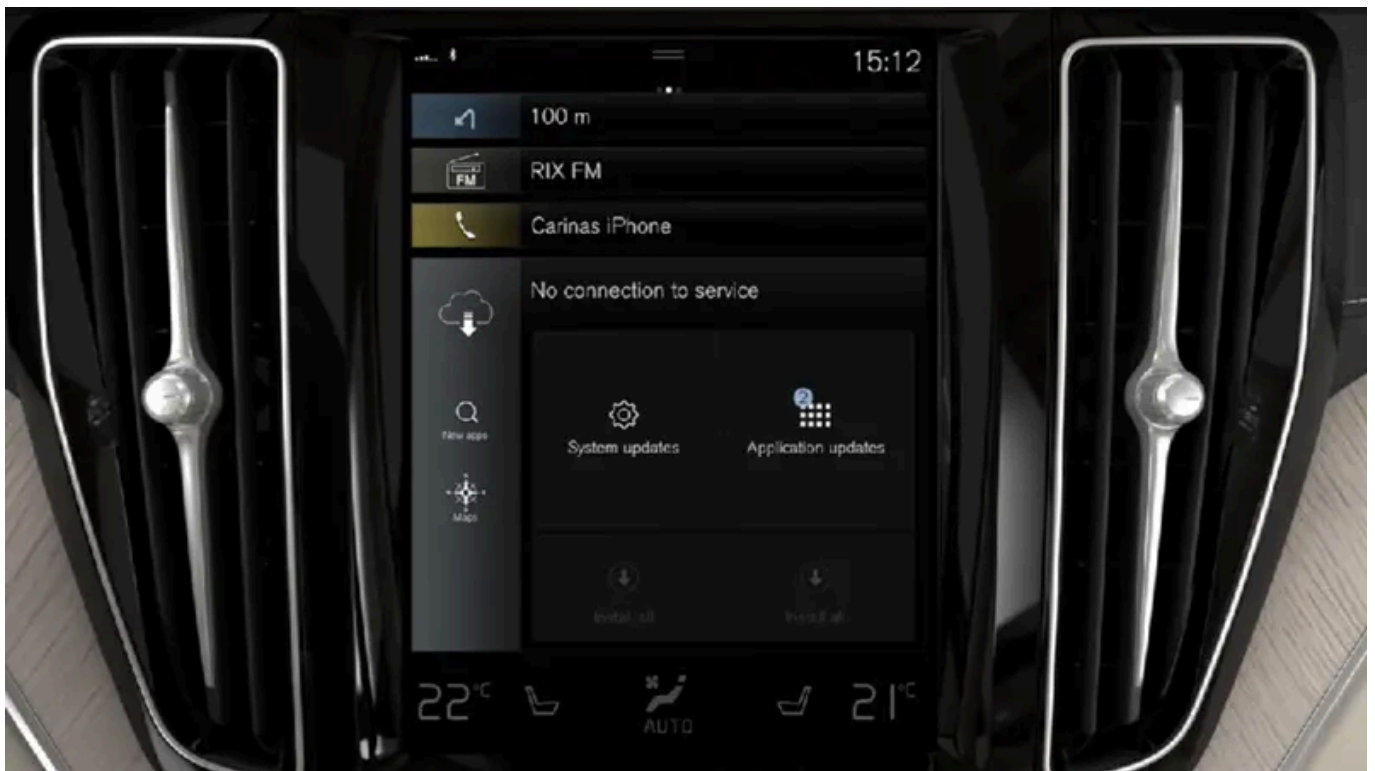 15:12
100 m
FM
RIX FM
Carinas iPhone
No connection to service
New apps
2
System updates
Application updates
Maps
Install all
Install all
22°C
AUTO
21°C